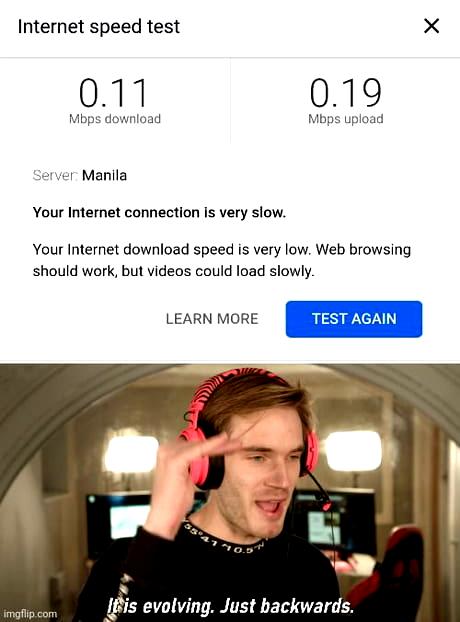 Internet speed test
0.11
Mbps download
0.19
Mbps upload
Server: Manila
Your Internet connection is very slow.
Your Internet download speed is very low. Web browsing
should work, but videos could load slowly.
LEARN MORE
TEST AGAIN
It is evolving. Just backwards.
imgflip.com